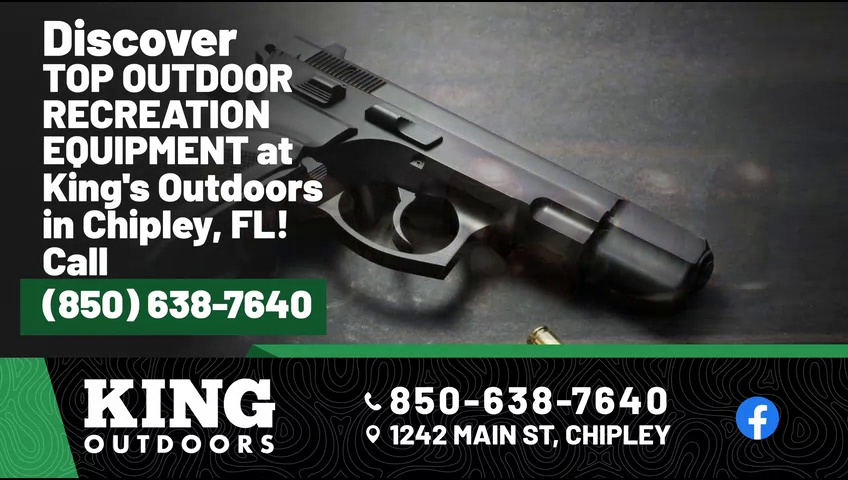 Discover
TOP OUTDOOR
RECREATION
EQUIPMENT at
King's Outdoors
in Chipley, FL!
Call
(850) 638-7640
KING
OUTDOORS
850-638-7640
1242 MAIN ST, CHIPLEY
f